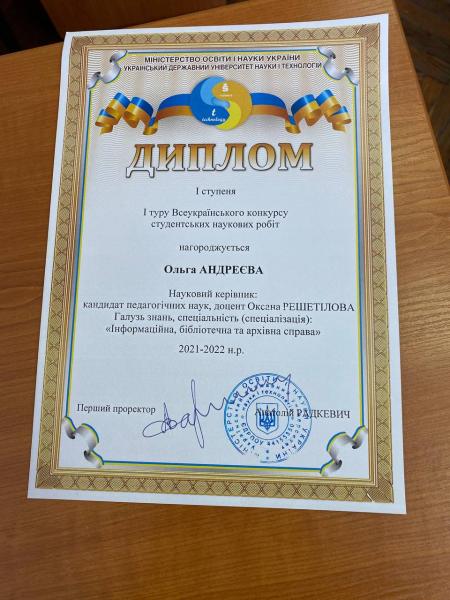 МІНІСТЕРСТВО ОСВІТИ І НАУКИ УКРАЇНИ
УКРАЇНСЬКИЙ ДЕРЖАВНИЙ УНІВЕРСИТЕТ НАУКИ І ТЕХНОЛОГІЙ
technology
ДИПЛОМ
І ступеня
І туру Всеукраїнського конкурсу
студентських наукових робіт
нагороджується
Ольга АНДРЕЄВА
Науковий керівник:
кандидат педагогічних наук, доцент Оксана РЕШЕТІЛОВА
Галузь знань, спеціальність (спеціалізація):
«Інформаційна, бібліотечна та архівна справа»
2021-2022 н.р.
Перший проректор
Анатолій РАДКЕВИЧ